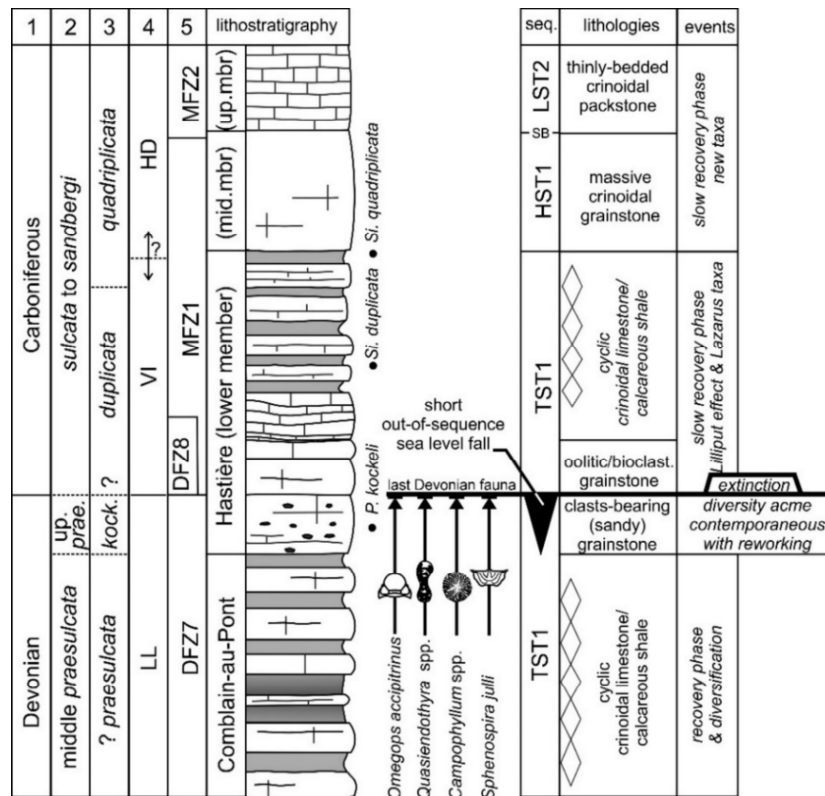 1
2
3
4
5
lithostratigraphy
seq.
lithologies
events
Carboniferous
Devonian
sulcata to sandbergi
up.
prae.
middle praesulcata
quadriplicata
duplicata
?
kock.
? praesulcata
HD
?
VI
LL
MFZ2
MFZ1
DFZ8
DFZ7
(up.mbr)
(mid.mbr)
Hastière (lower member)
Comblain-au-Pont
• Si. quadriplicata
• Si. duplicata
• P. kockeli
short
out-of-sequence
sea level fall
last Devonian fauna
Omegops accipitrinus
Quasiendothyra spp.
Campophyllum spp.
Sphenospira julli
LST2
SB
HST1
TST1
TST1
thinly-bedded
crinoidal
packstone
massive
crinoidal
grainstone
cyclic
crinoidal limestone/
calcareous shale
oolitic/bioclast.
grainstone
clasts-bearing
(sandy)
grainstone
cyclic
crinoidal limestone/
calcareous shale
slow recovery phase
new taxa
slow recovery phase
Lilliput effect & Lazarus taxa
extinction
diversity acme
contemporaneous
with reworking
recovery phase
& diversification